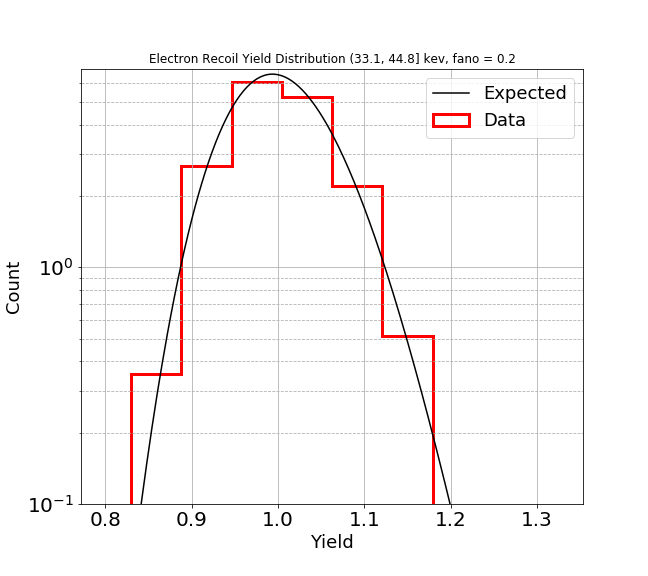 Electron Recoil Yield Distribution (33.1, 44.8] kev, fano = 0.2
Expected
Data
Count
10⁰
10⁻¹
0.8 0.9 1.0 1.1 1.2 1.3
Yield